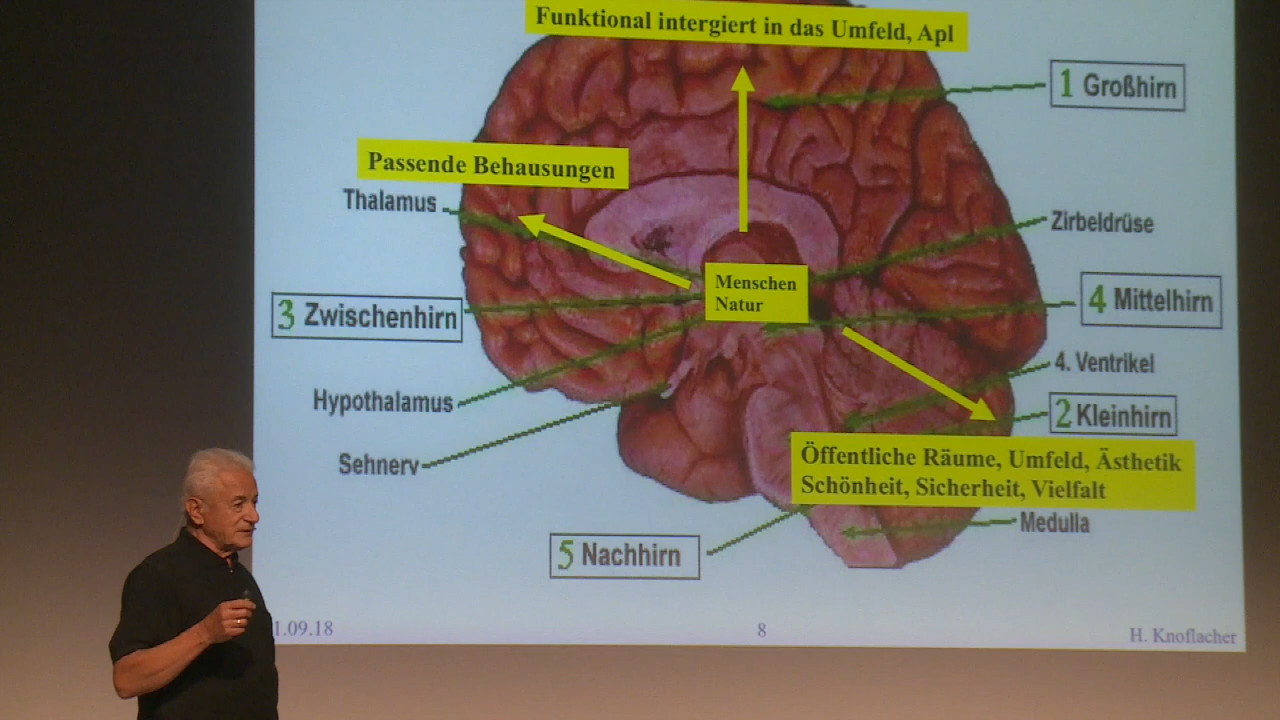 Funktional intergiert in das Umfeld, Apl
1 Großhirn
Passende Behausungen
Thalamus
Zirbeldrüse
Menschen
Natur
3 Zwischenhirn
4 Mittelhirn
4. Ventrikel
Hypothalamus
2 Kleinhirn
Sehnerv
Öffentliche Räume, Umfeld, Ästhetik
Schönheit, Sicherheit, Vielfalt
Medulla
5 Nachhirn
1.09.18
8
H. Knoflacher